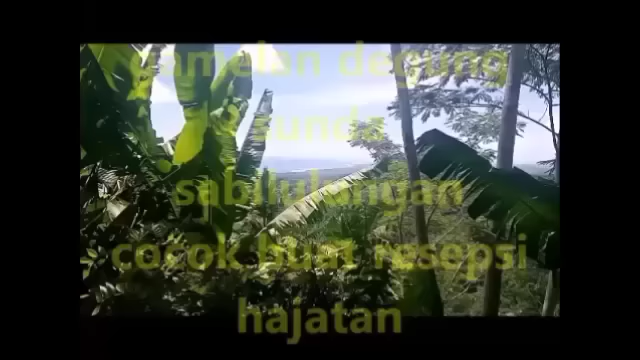 gamelan degung
sunda
sabilulungan
cocok buat resepsi
hajatan